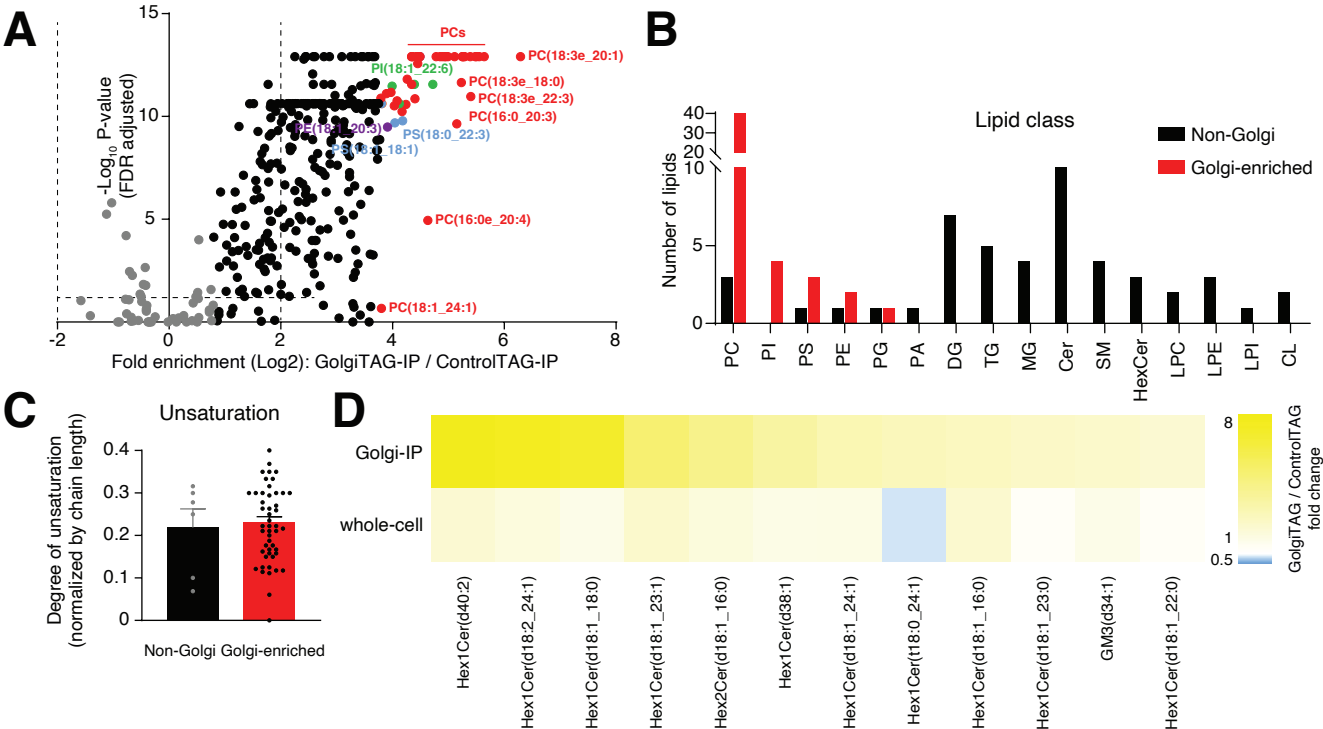 A
15
10
5
-Log10 P-value
(FDR adjusted)
PCs
PC(18:3e_20:1)
PI(18:1_22:6)
PC(18:3e_18:0)
PC(18:3e_22:3)
PC(16:0_20:3)
PE(18:1_20:3)
PS(18:0_22:3)
PS(18:1_18:1)
PC(16:0e_20:4)
PC(18:1_24:1)
-2
0
2
4
6
8
Fold enrichment (Log2): GolgiTAG-IP / ControlTAG-IP
B
Lipid class
Non-Golgi
Golgi-enriched
Number of lipids
40
30
20
10
5
0
PC
PI
PS
PE
PG
PA
DG
TG
MG
Cer
SM
HexCer
LPC
LPE
LPI
CL
C
Unsaturation
Degree of unsaturation
(normalized by chain length)
0.4
0.3
0.2
0.1
0
Non-Golgi
Golgi-enriched
D
Golgi-IP
whole-cell
Hex1Cer(d40:2)
Hex1Cer(d18:2_24:1)
Hex1Cer(d18:1_18:0)
Hex1Cer(d18:1_23:1)
Hex2Cer(d18:1_16:0)
Hex1Cer(d38:1)
Hex1Cer(d18:1_24:1)
Hex1Cer(t18:0_24:1)
Hex1Cer(d18:1_16:0)
Hex1Cer(d18:1_23:0)
GM3(d34:1)
Hex1Cer(d18:1_22:0)
8
1
0.5
GolgiTAG / ControlTAG
fold change